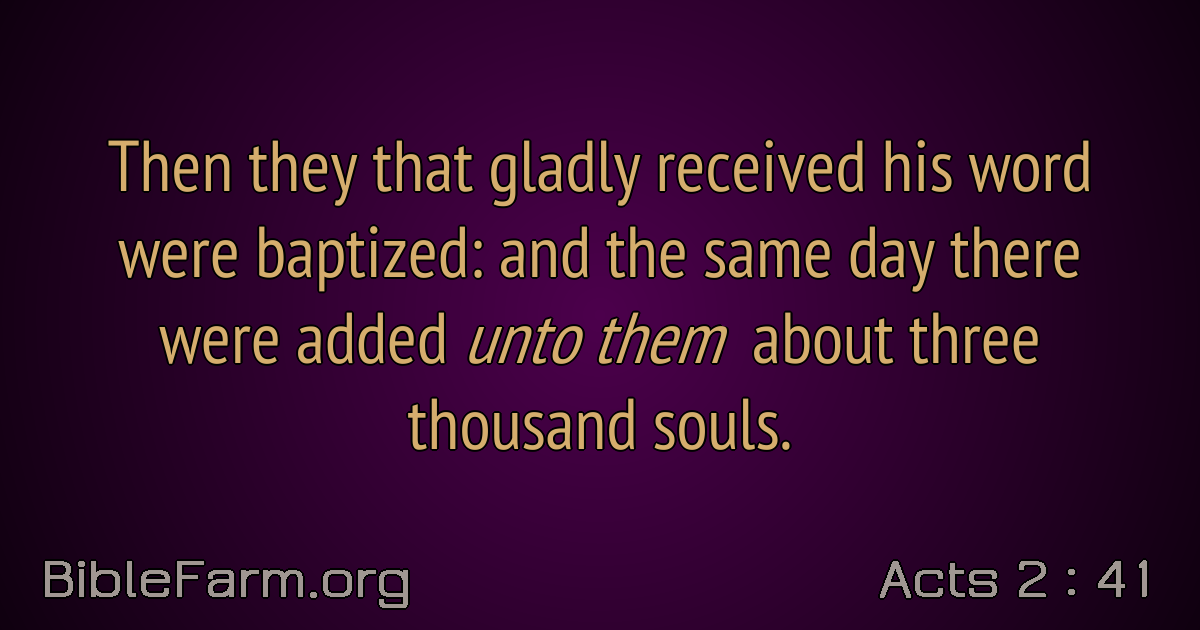 Then they that gladly received his word
were baptized: and the same day there
were added unto them about three
thousand souls.
BibleFarm.org
Acts 2 : 41